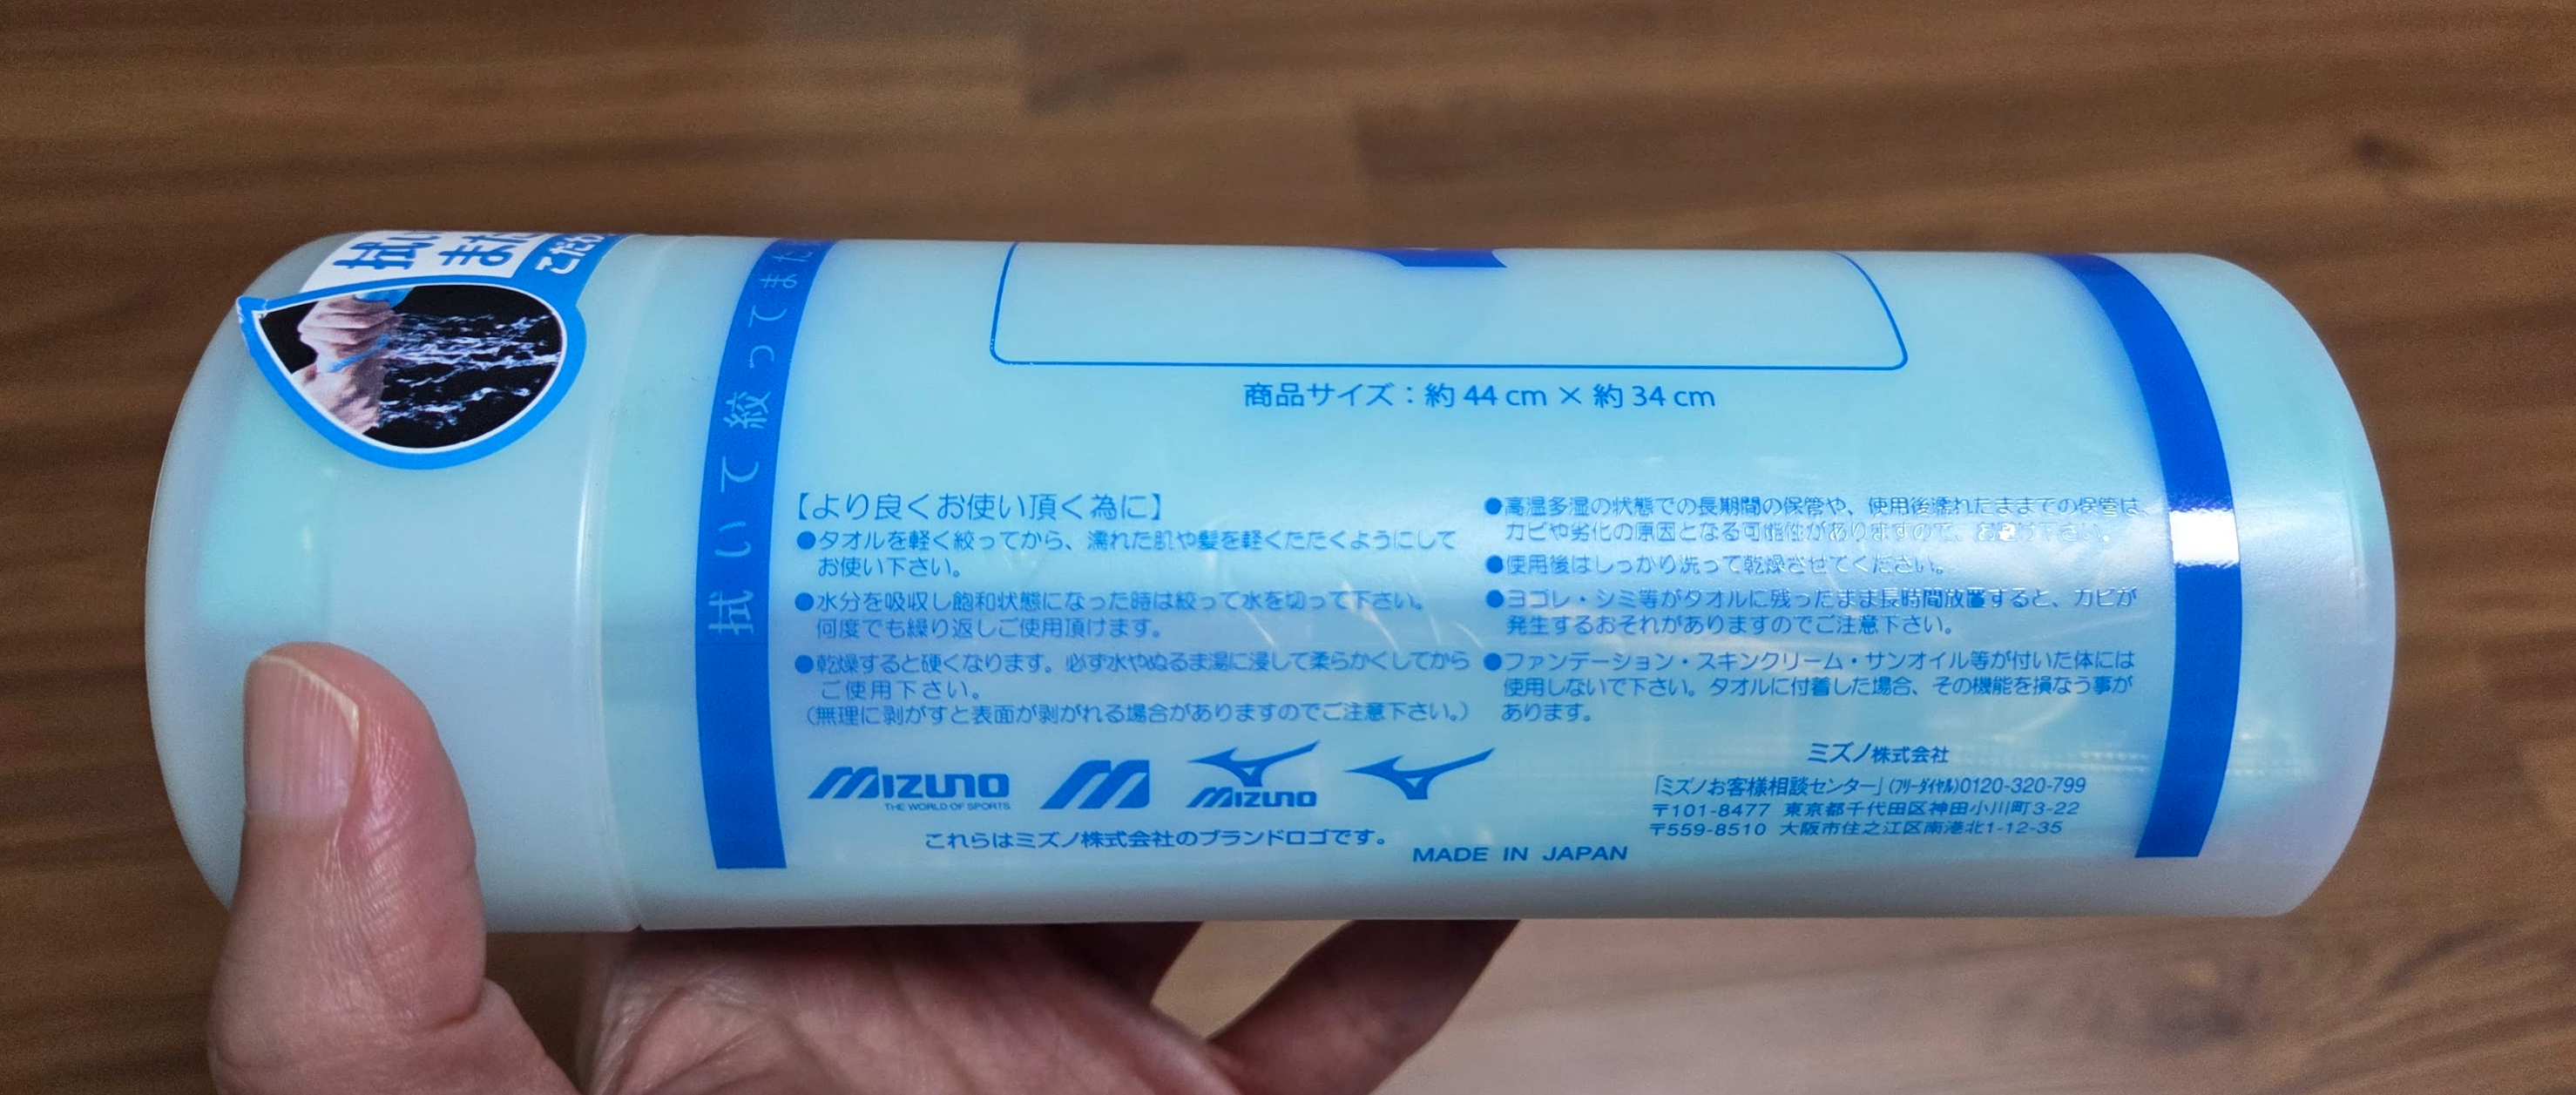 拭い
また
こだわ
拭いて絞ってまた
商品サイズ：約 44 cm × 約 34 cm
【より良くお使い頂く為に】
●タオルを軽く絞ってから、濡れた肌や髪を軽くたたくようにして
お使い下さい。
●水分を吸収し飽和状態になった時は絞って水を切って下さい。
何度でも繰り返しご使用頂けます。
●乾燥すると硬くなります。必ず水やぬるま湯に浸して柔らかくしてから
ご使用下さい。
（無理に剥がすと表面が剥がれる場合がありますのでご注意下さい。）
●高湿多湿の状態での長期間の保管や、使用後濡れたままでの保管は、
カビや劣化の原因となる可能性がありますので、お避け下さい。
●使用後はしっかり洗って乾燥させてください。
●ヨゴレ・シミ等がタオルに残ったまま長時間放置すると、カビが
発生するおそれがありますのでご注意下さい。
●ファンデーション・スキンクリーム・サンオイル等が付いた体には
使用しないで下さい。タオルに付着した場合、その機能を損なう事が
あります。
MIZUNO
THE WORLD OF SPORTS
MIZUNO
これらはミズノ株式会社のブランドロゴです。
ミズノ株式会社
「ミズノお客様相談センター」(ﾌﾘｰﾀﾞｲﾔﾙ)0120-320-799
〒101-8477 東京都千代田区神田小川町3-22
〒559-8510 大阪市住之江区南港北1-12-35
MADE IN JAPAN